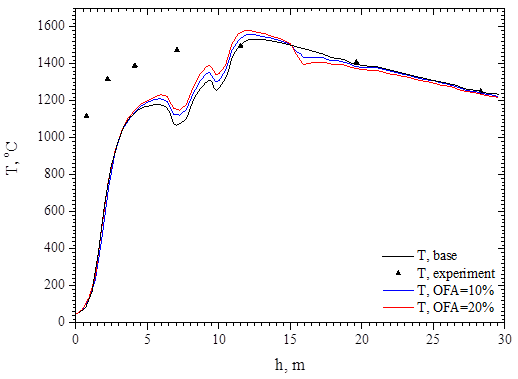 1600
1400
1200
1000
800
600
400
200
0
T, °C
0 5 10 15 20 25 30
h, m
T, base
T, experiment
T, OFA=10%
T, OFA=20%